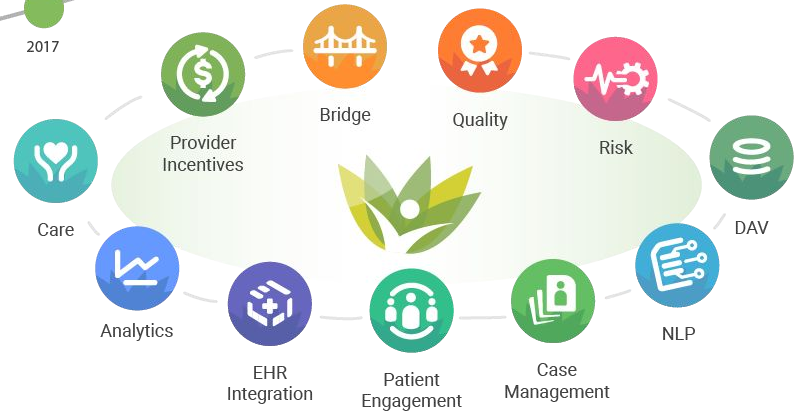 2017
Bridge
Quality
Provider
Incentives
Risk
Care
DAV
Analytics
NLP
EHR
Integration
Patient
Engagement
Case
Management